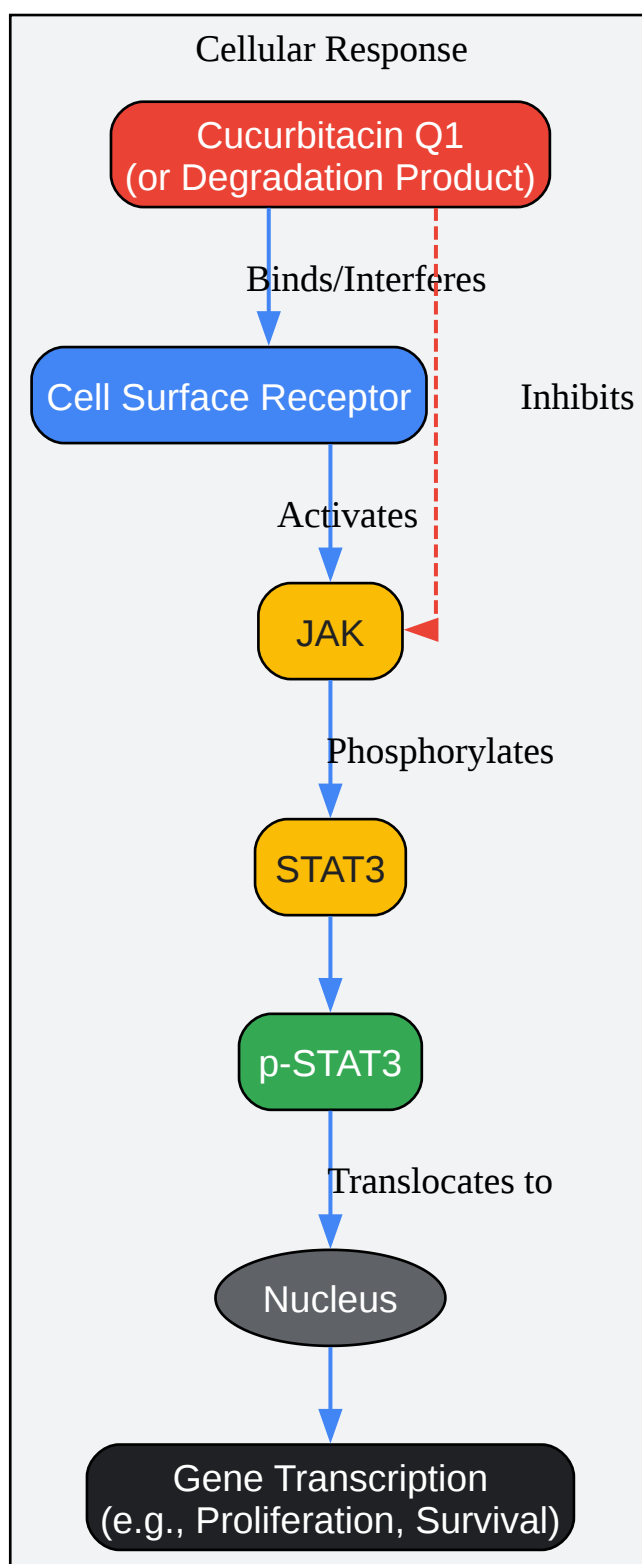 Cellular Response
Cucurbitacin Q1
(or Degradation Product)
Binds/Interferes
Cell Surface Receptor
Inhibits
Activates
JAK
Phosphorylates
STAT3
p-STAT3
Translocates to
Nucleus
Gene Transcription
(e.g., Proliferation, Survival)